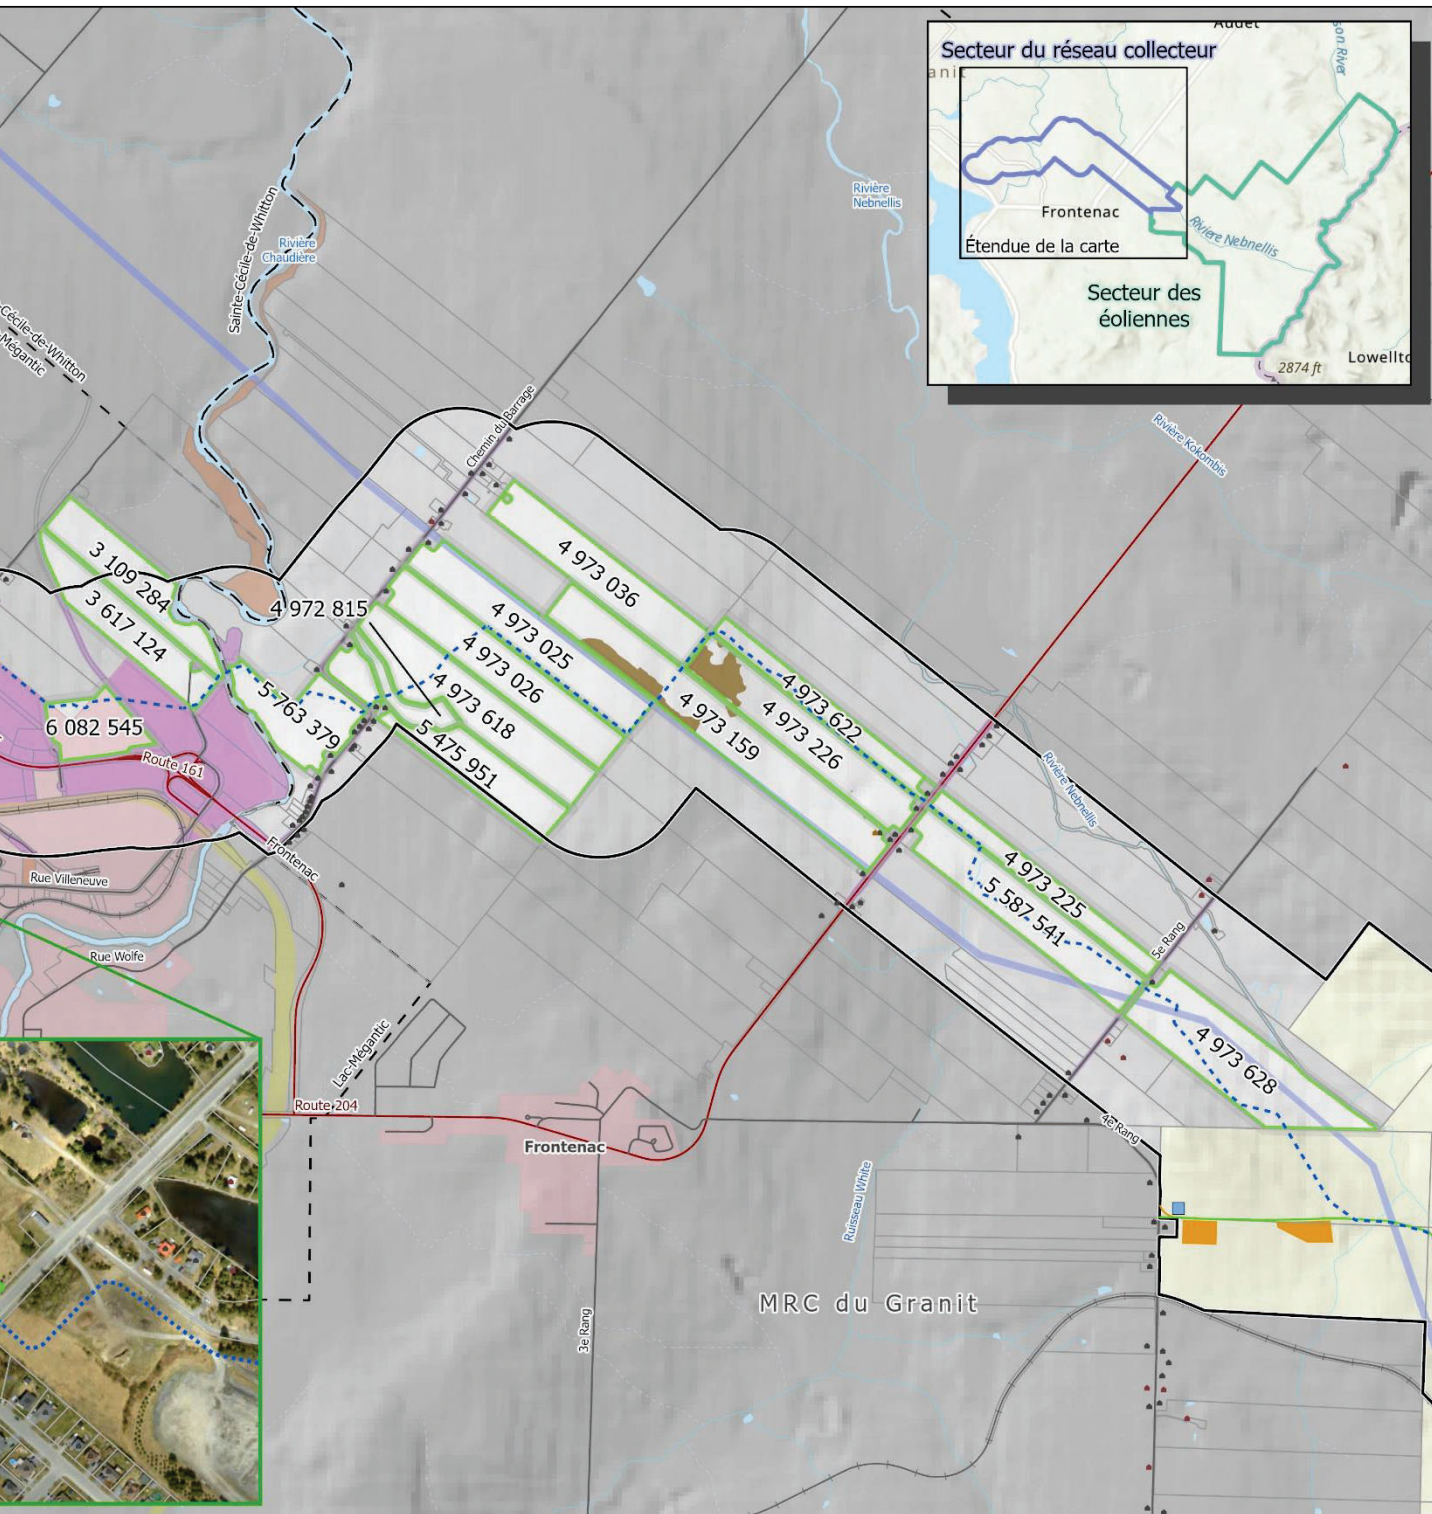 Audet
Secteur du réseau collecteur
anit
son River
Frontenac
Rivière Nebnellis
Étendue de la carte
Secteur des
éoliennes
2874 ft
Lowellto
Sainte-Cécile-de-Whitton
Rivière
Chaudière
Rivière
Nebnellis
-Cécile-de-Whitton
-Mégantic
Chemin du Barrage
Rivière Kokombis
3 109 284
3 617 124
4 972 815
4 973 036
4 973 025
4 973 026
4 973 618
5 475 951
5 763 379
6 082 545
4 973 622
4 973 226
4 973 159
Route 161
Rivière Nebnellis
Frontenac
Rue Villeneuve
4 973 225
5 587 541
5e Rang
Rue Wolfe
4 973 628
Lac-Mégantic
Route 204
4e Rang
Frontenac
Ruisseau White
MRC du Granit
3e Rang